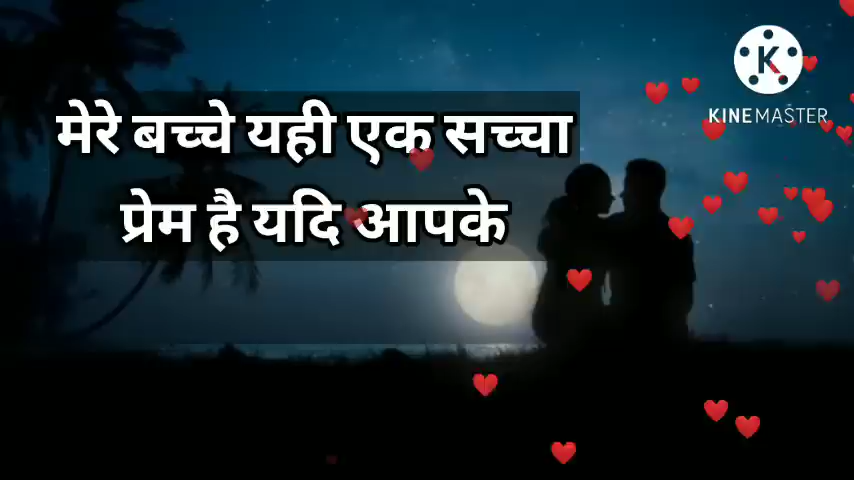 मेरे बच्चे यही एक सच्चा
प्रेम है यदि आपके
K
KINEMASTER